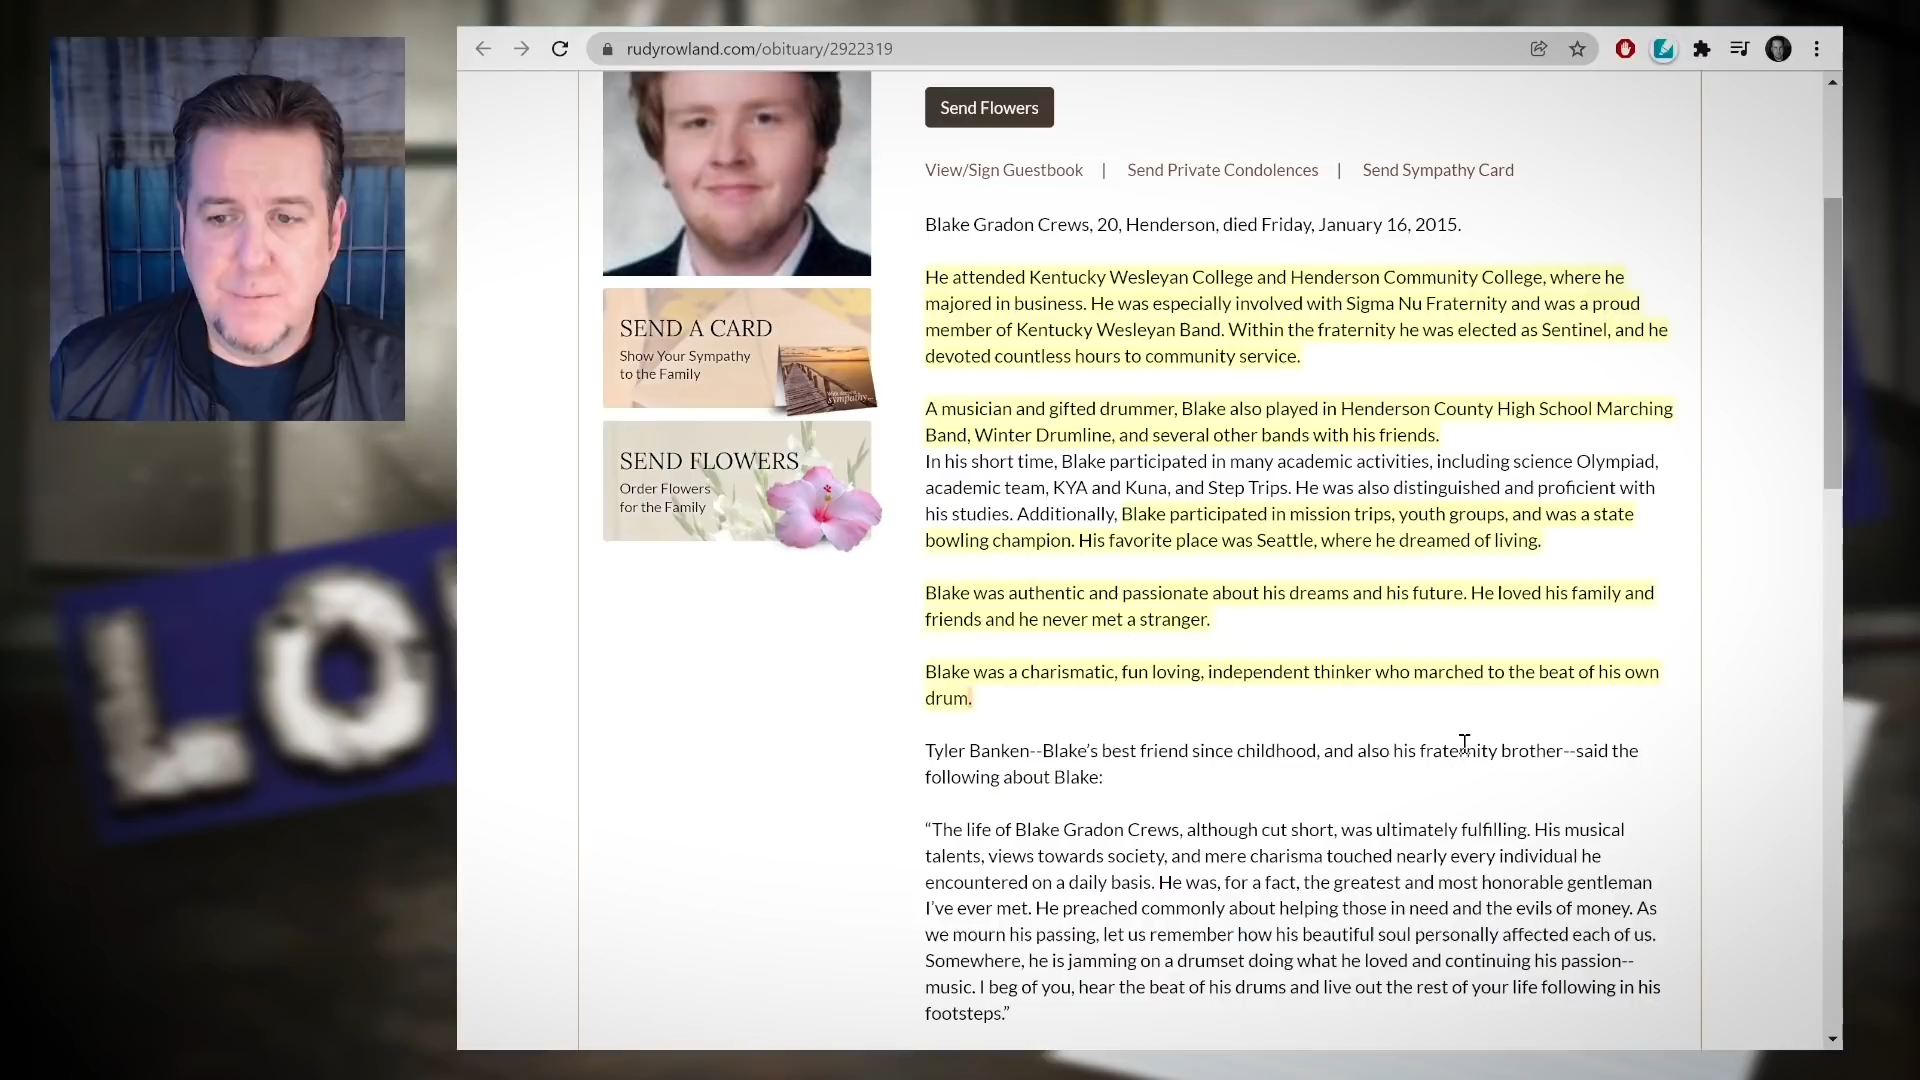 rudyrowland.com/obituary/2922319
Send Flowers
View/Sign Guestbook | Send Private Condolences | Send Sympathy Card
Blake Gradon Crews, 20, Henderson, died Friday, January 16, 2015.
He attended Kentucky Wesleyan College and Henderson Community College, where he
majored in business. He was especially involved with Sigma Nu Fraternity and was a proud
member of Kentucky Wesleyan Band. Within the fraternity he was elected as Sentinel, and he
devoted countless hours to community service.
A musician and gifted drummer, Blake also played in Henderson County High School Marching
Band, Winter Drumline, and several other bands with his friends.
In his short time, Blake participated in many academic activities, including science Olympiad,
academic team, KYA and Kuna, and Step Trips. He was also distinguished and proficient with
his studies. Additionally, Blake participated in mission trips, youth groups, and was a state
bowling champion. His favorite place was Seattle, where he dreamed of living.
Blake was authentic and passionate about his dreams and his future. He loved his family and
friends and he never met a stranger.
Blake was a charismatic, fun loving, independent thinker who marched to the beat of his own
drum.
Tyler Banken--Blake’s best friend since childhood, and also his fraternity brother--said the
following about Blake:
“The life of Blake Gradon Crews, although cut short, was ultimately fulfilling. His musical
talents, views towards society, and mere charisma touched nearly every individual he
encountered on a daily basis. He was, for a fact, the greatest and most honorable gentleman
I’ve ever met. He preached commonly about helping those in need and the evils of money. As
we mourn his passing, let us remember how his beautiful soul personally affected each of us.
Somewhere, he is jamming on a drumset doing what he loved and continuing his passion--
music. I beg of you, hear the beat of his drums and live out the rest of your life following in his
footsteps.”
SEND A CARD
Show Your Sympathy
to the Family
sympathy...
SEND FLOWERS
Order Flowers
for the Family
LO